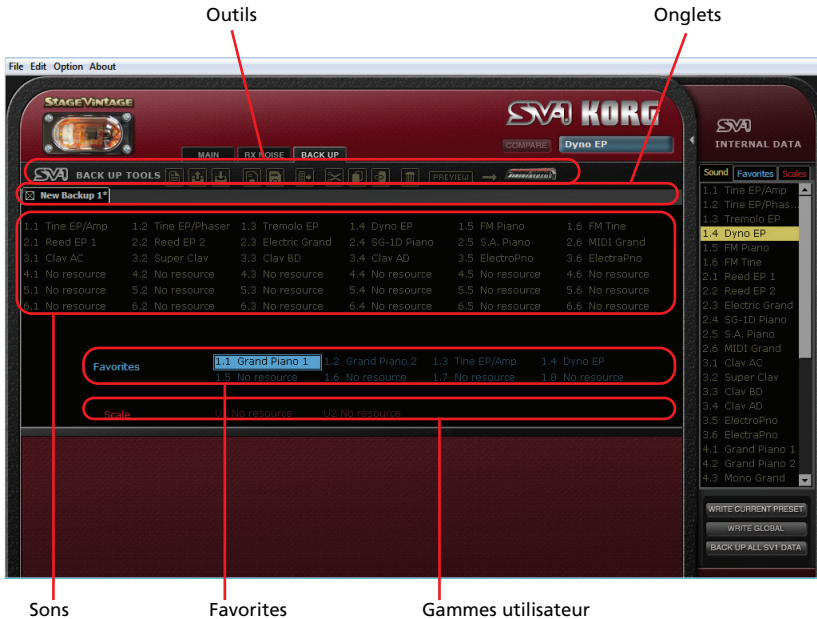 Outils Onglets
File Edit Option About
STAGEVINTAGE
SV1 KORG
SV1
INTERNAL DATA
MAIN RX NOISE BACK UP
COMPARE Dyno EP
SV1 BACK UP TOOLS PREVIEW
Sound Favorites Scales
New Backup 1*
1.1 Tine EP/Amp 1.2 Tine EP/Phaser 1.3 Tremolo EP 1.4 Dyno EP 1.5 FM Piano 1.6 FM Tine
2.1 Reed EP 1 2.2 Reed EP 2 2.3 Electric Grand 2.4 SG-1D Piano 2.5 S.A. Piano 2.6 MIDI Grand
3.1 Clav AC 3.2 Super Clav 3.3 Clav BD 3.4 Clav AD 3.5 ElectroPno 3.6 ElectraPno
4.1 No resource 4.2 No resource 4.3 No resource 4.4 No resource 4.5 No resource 4.6 No resource
5.1 No resource 5.2 No resource 5.3 No resource 5.4 No resource 5.5 No resource 5.6 No resource
6.1 No resource 6.2 No resource 6.3 No resource 6.4 No resource 6.5 No resource 6.6 No resource
Favorites
1.1 Grand Piano 1 1.2 Grand Piano 2 1.3 Tine EP/Amp 1.4 Dyno EP
1.5 No resource 1.6 No resource 1.7 No resource 1.8 No resource
Scale U1 No resource U2 No resource
1.1 Tine EP/Amp
1.2 Tine EP/Phas...
1.3 Tremolo EP
1.4 Dyno EP
1.5 FM Piano
1.6 FM Tine
2.1 Reed EP 1
2.2 Reed EP 2
2.3 Electric Grand
2.4 SG-1D Piano
2.5 S.A. Piano
2.6 MIDI Grand
3.1 Clav AC
3.2 Super Clav
3.3 Clav BD
3.4 Clav AD
3.5 ElectroPno
3.6 ElectraPno
4.1 Grand Piano 1
4.2 Grand Piano 2
4.3 Mono Grand
WRITE CURRENT PRESET
WRITE GLOBAL
BACK UP ALL SV1 DATA
Sons Favorites Gammes utilisateur